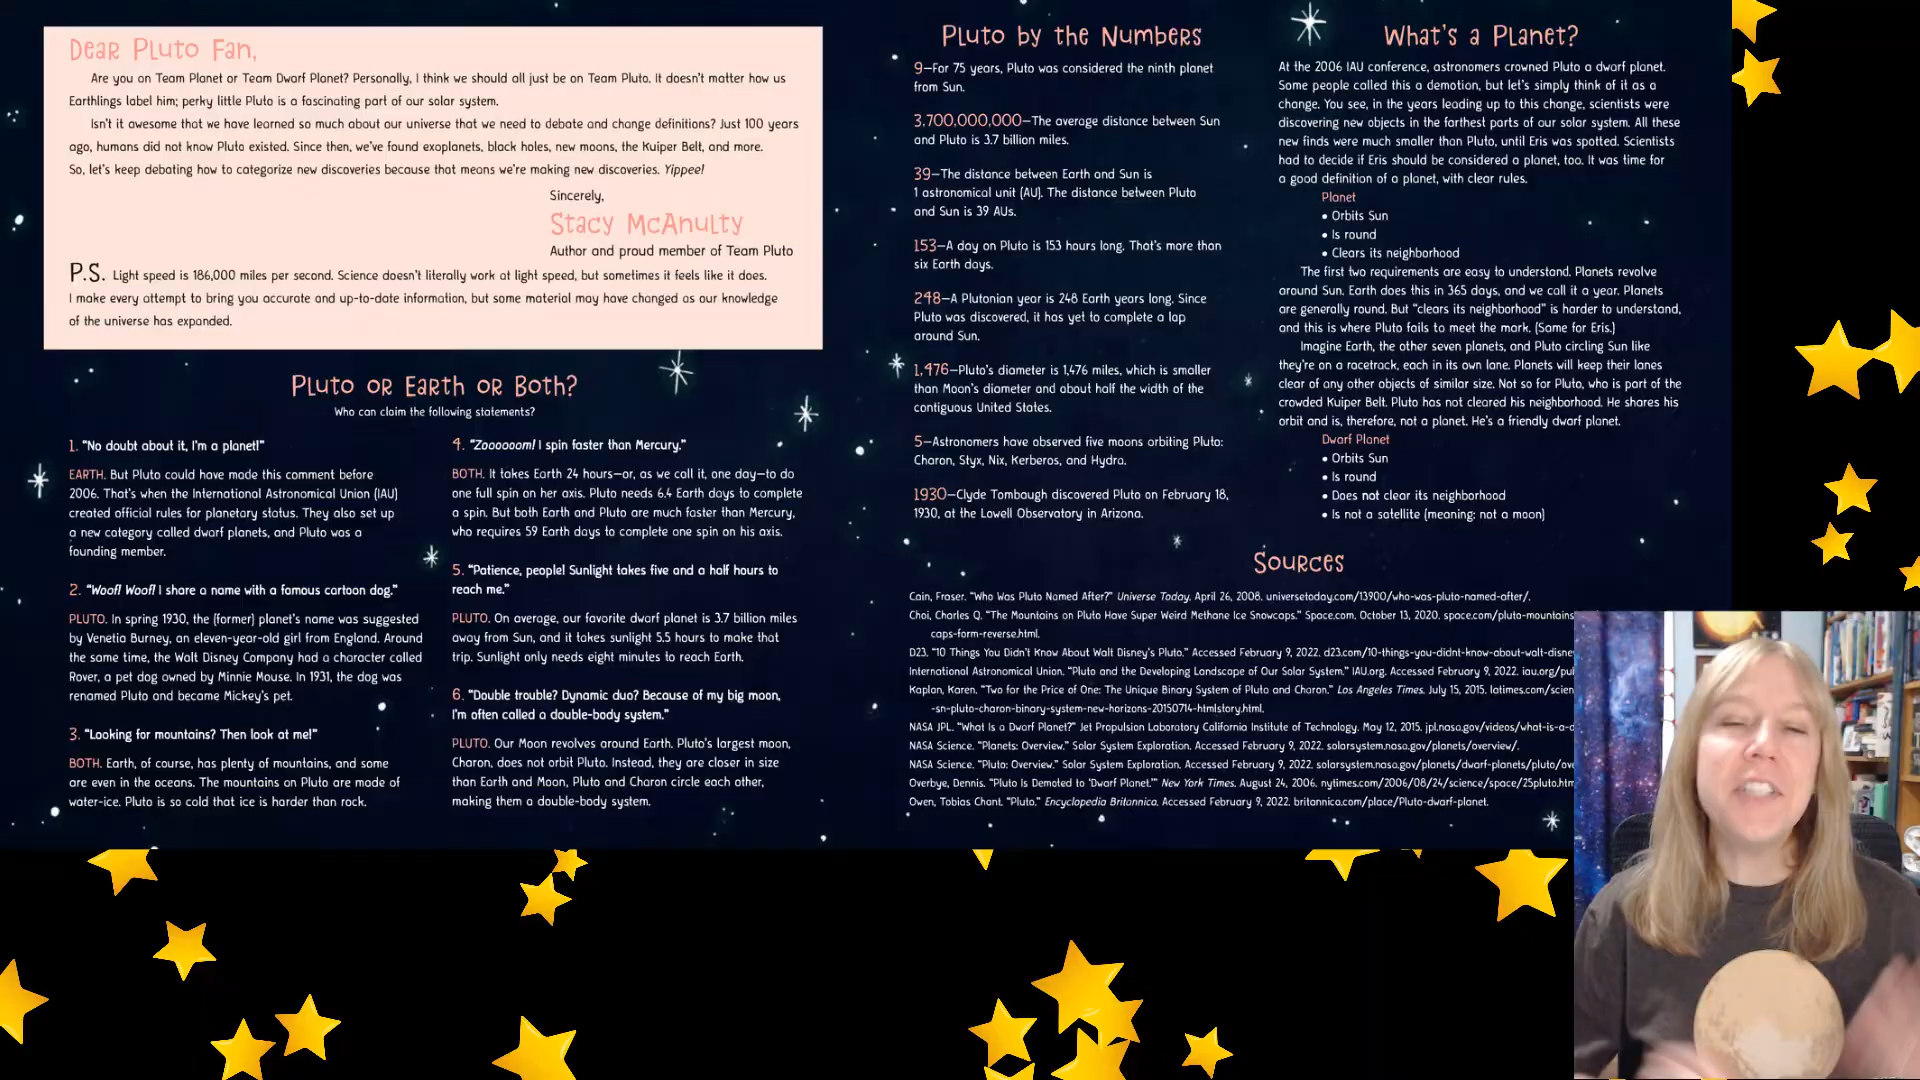 Dear Pluto Fan,
Are you on Team Planet or Team Dwarf Planet? Personally, I think we should all just be on Team Pluto. It doesn't matter how us
Earthlings label him; perky little Pluto is a fascinating part of our solar system.
Isn't it awesome that we have learned so much about our universe that we need to debate and change definitions? Just 100 years
ago, humans did not know Pluto existed. Since then, we've found exoplanets, black holes, new moons, the Kuiper Belt, and more.
So, let's keep debating how to categorize new discoveries because that means we're making new discoveries. Yippee!
Sincerely,
Stacy McAnulty
Author and proud member of Team Pluto
P.S. Light speed is 186,000 miles per second. Science doesn't literally work at light speed, but sometimes it feels like it does.
I make every attempt to bring you accurate and up-to-date information, but some material may have changed as our knowledge
of the universe has expanded.
Pluto or Earth or Both?
Who can claim the following statements?
1. "No doubt about it, I'm a planet!"
EARTH. But Pluto could have made this comment before
2006. That's when the International Astronomical Union (IAU)
created official rules for planetary status. They also set up
a new category called dwarf planets, and Pluto was a
founding member.
2. "Woof! Woof! I share a name with a famous cartoon dog."
PLUTO. In spring 1930, the (former) planet's name was suggested
by Venetia Burney, an eleven-year-old girl from England. Around
the same time, the Walt Disney Company had a character called
Rover, a pet dog owned by Minnie Mouse. In 1931, the dog was
renamed Pluto and became Mickey's pet.
3. "Looking for mountains? Then look at me!"
BOTH. Earth, of course, has plenty of mountains, and some
are even in the oceans. The mountains on Pluto are made of
water-ice. Pluto is so cold that ice is harder than rock.
4. "Zoooooom! I spin faster than Mercury."
BOTH. It takes Earth 24 hours—or, as we call it, one day—to do
one full spin on her axis. Pluto needs 6.4 Earth days to complete
a spin. But both Earth and Pluto are much faster than Mercury,
who requires 59 Earth days to complete one spin on his axis.
5. "Patience, people! Sunlight takes five and a half hours to
reach me."
PLUTO. On average, our favorite dwarf planet is 3.7 billion miles
away from Sun, and it takes sunlight 5.5 hours to make that
trip. Sunlight only needs eight minutes to reach Earth.
6. "Double trouble? Dynamic duo? Because of my big moon,
I'm often called a double-body system."
PLUTO. Our Moon revolves around Earth. Pluto's largest moon,
Charon, does not orbit Pluto. Instead, they are closer in size
than Earth and Moon, Pluto and Charon circle each other,
making them a double-body system.
Pluto by the Numbers
9—For 75 years, Pluto was considered the ninth planet
from Sun.
3,700,000,000—The average distance between Sun
and Pluto is 3.7 billion miles.
39—The distance between Earth and Sun is
1 astronomical unit (AU). The distance between Pluto
and Sun is 39 AUs.
153—A day on Pluto is 153 hours long. That's more than
six Earth days.
248—A Plutonian year is 248 Earth years long. Since
Pluto was discovered, it has yet to complete a lap
around Sun.
1,476—Pluto's diameter is 1,476 miles, which is smaller
than Moon's diameter and about half the width of the
contiguous United States.
5—Astronomers have observed five moons orbiting Pluto:
Charon, Styx, Nix, Kerberos, and Hydra.
1930—Clyde Tombaugh discovered Pluto on February 18,
1930, at the Lowell Observatory in Arizona.
What's a Planet?
At the 2006 IAU conference, astronomers crowned Pluto a dwarf planet.
Some people called this a demotion, but let's simply think of it as a
change. You see, in the years leading up to this change, scientists were
discovering new objects in the farthest parts of our solar system. All these
new finds were much smaller than Pluto, until Eris was spotted. Scientists
had to decide if Eris should be considered a planet, too. It was time for
a good definition of a planet, with clear rules.
Planet
• Orbits Sun
• Is round
• Clears its neighborhood
The first two requirements are easy to understand. Planets revolve
around Sun. Earth does this in 365 days, and we call it a year. Planets
are generally round. But "clears its neighborhood" is harder to understand,
and this is where Pluto fails to meet the mark. (Same for Eris.)
Imagine Earth, the other seven planets, and Pluto circling Sun like
they're on a racetrack, each in its own lane. Planets will keep their lanes
clear of any other objects of similar size. Not so for Pluto, who is part of the
crowded Kuiper Belt. Pluto has not cleared his neighborhood. He shares his
orbit and is, therefore, not a planet. He's a friendly dwarf planet.
Dwarf Planet
• Orbits Sun
• Is round
• Does not clear its neighborhood
• Is not a satellite (meaning: not a moon)
Sources
Cain, Fraser. "Who Was Pluto Named After?" Universe Today. April 26, 2008. universetoday.com/13900/who-was-pluto-named-after/.
Choi, Charles Q. "The Mountains on Pluto Have Super Weird Methane Ice Snowcaps." Space.com. October 13, 2020. space.com/pluto-mountains
caps-form-reverse.html.
D23. "10 Things You Didn't Know About Walt Disney's Pluto." Accessed February 9, 2022. d23.com/10-things-you-didnt-know-about-walt-disne
International Astronomical Union. "Pluto and the Developing Landscape of Our Solar System." IAU.org. Accessed February 9, 2022. iau.org/pu
Kaplan, Karen. "Two for the Price of One: The Unique Binary System of Pluto and Charon." Los Angeles Times. July 15, 2015. latimes.com/scien
-sn-pluto-charon-binary-system-new-horizons-20150714-htmlstory.html.
NASA JPL. "What Is a Dwarf Planet?" Jet Propulsion Laboratory California Institute of Technology. May 12, 2015. jpl.nasa.gov/videos/what-is-a-d
NASA Science. "Planets: Overview." Solar System Exploration. Accessed February 9, 2022. solarsystem.nasa.gov/planets/overview/.
NASA Science. "Pluto: Overview." Solar System Exploration. Accessed February 9, 2022. solarsystem.nasa.gov/planets/dwarf-planets/pluto/ov
Overbye, Dennis. "Pluto Is Demoted to 'Dwarf Planet.'" New York Times. August 24, 2006. nytimes.com/2006/08/24/science/space/25pluto.htm
Owen, Tobias Chant. "Pluto." Encyclopedia Britannica. Accessed February 9, 2022. britannica.com/place/Pluto-dwarf-planet.